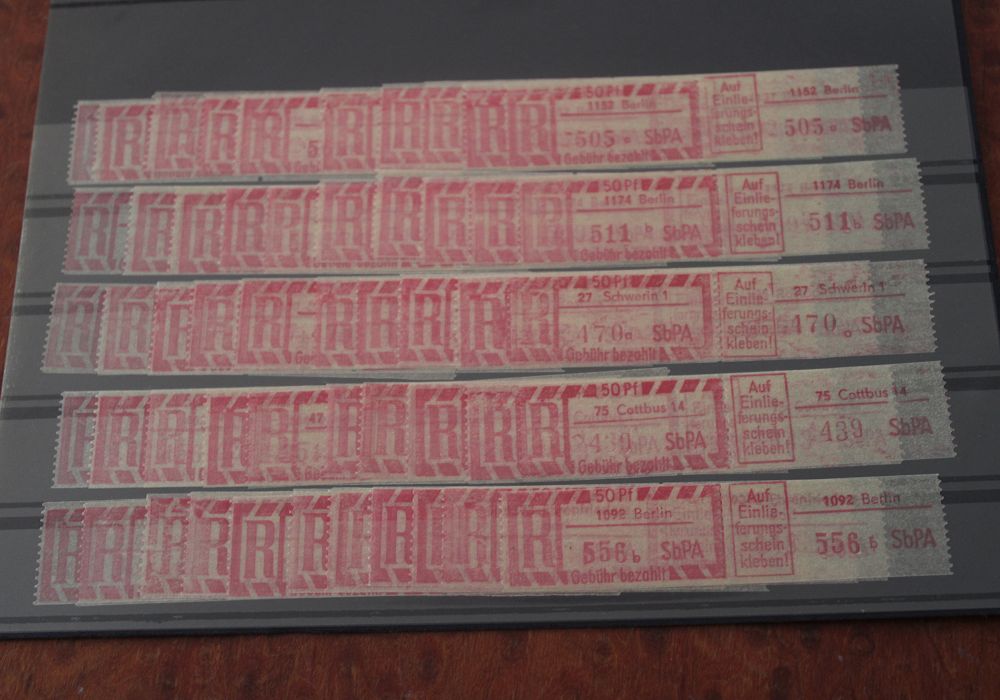 R R R R R R R R R
50 Pf
1152 Berlin
505 a SbPA
Gebühr bezahlt
Auf
Einlie-
ferungs-
schein
kleben!
1152 Berlin
505 a SbPA
R R R R R R R R R R
50 Pf
1174 Berlin
511 b SbPA
Gebühr bezahlt
Auf
Einlie-
ferungs-
schein
kleben!
1174 Berlin
511 b SbPA
R R R R R R R R R R
50 Pf
27 Schwerin 1
170 a SbPA
Gebühr bezahlt
Auf
Einlie-
ferungs-
schein
kleben!
27 Schwerin 1
170 a SbPA
R R R R R
47
R R R R R
50 Pf
75 Cottbus 14
439 SbPA
Gebühr bezahlt
Auf
Einlie-
ferungs-
schein
kleben!
75 Cottbus 14
439 SbPA
R R R R R R R R R R
50 Pf
1092 Berlin
556 b SbPA
Gebühr bezahlt
Auf
Einlie-
ferungs-
schein
kleben!
1092 Berlin
556 b SbPA